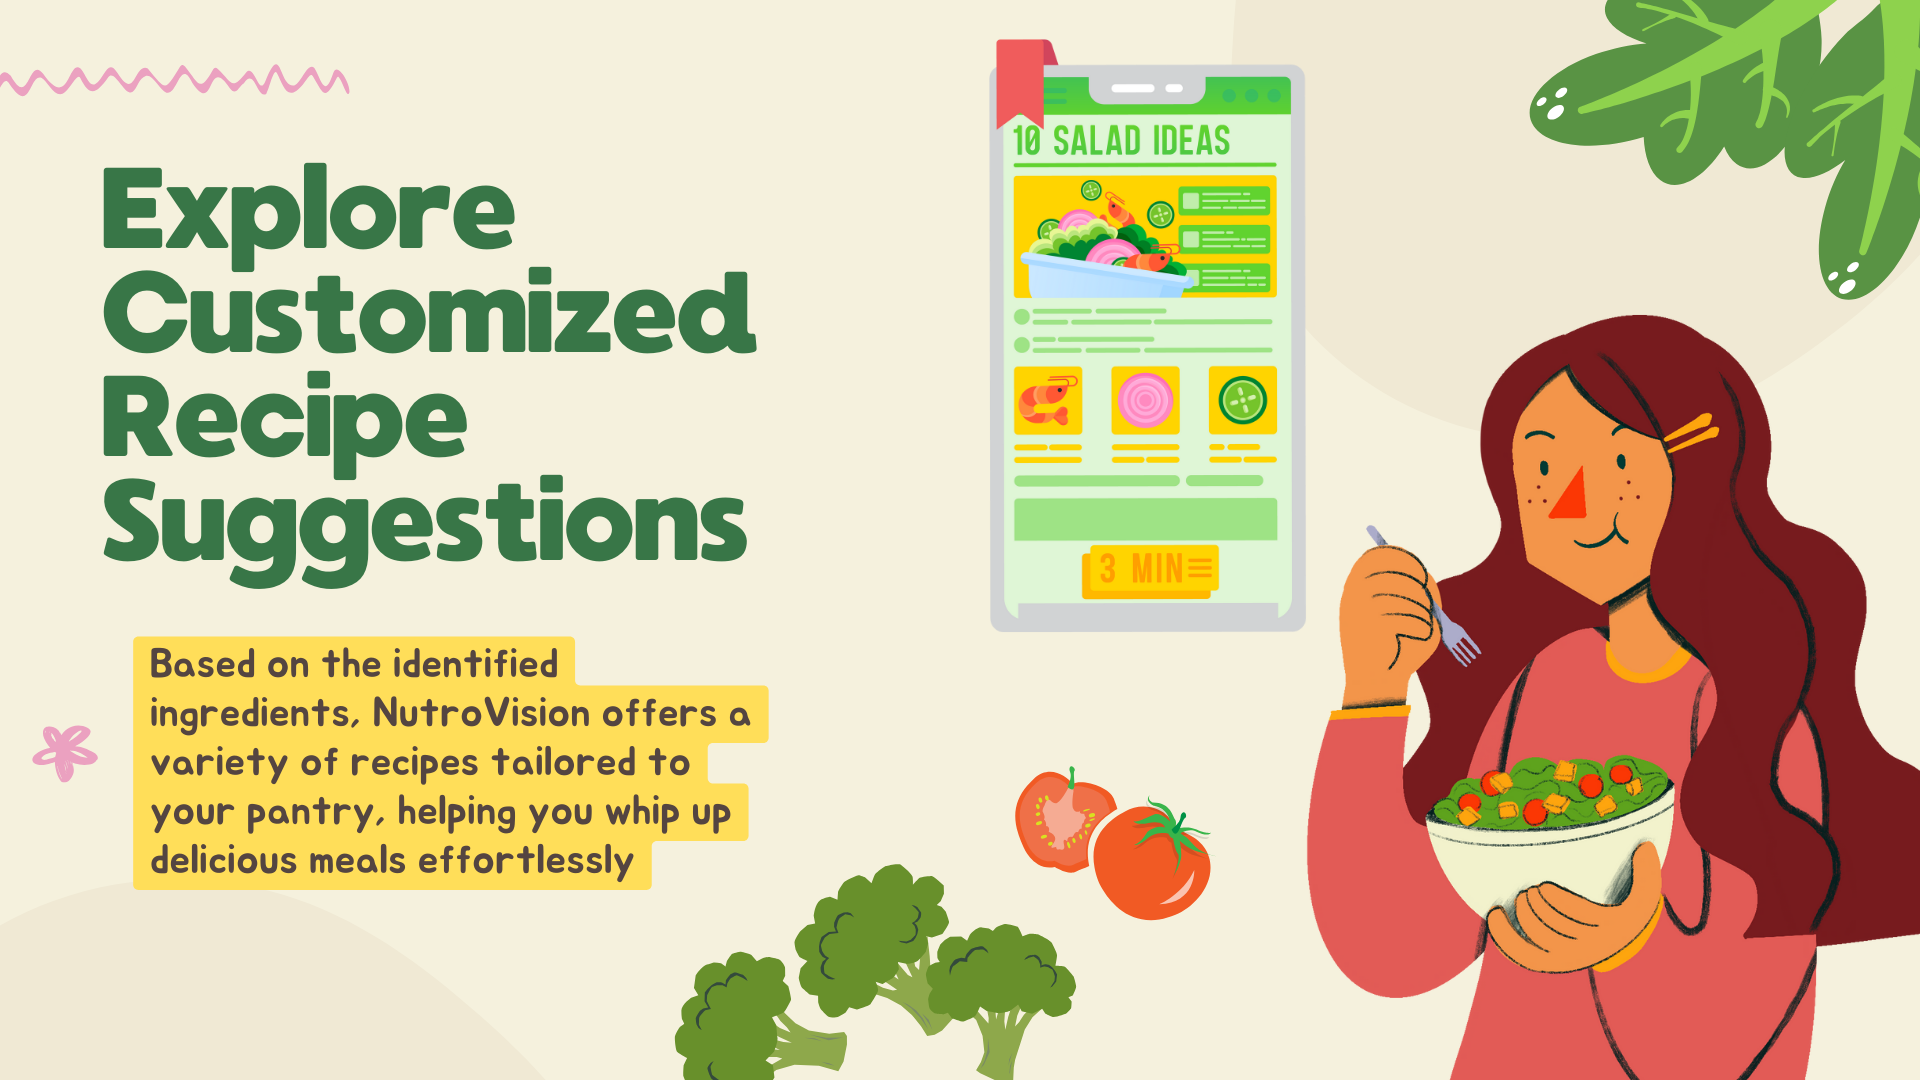 Explore
Customized
Recipe
Suggestions
Based on the identified
ingredients, NutroVision offers a
variety of recipes tailored to
your pantry, helping you whip up
delicious meals effortlessly
10 SALAD IDEAS
3 MIN